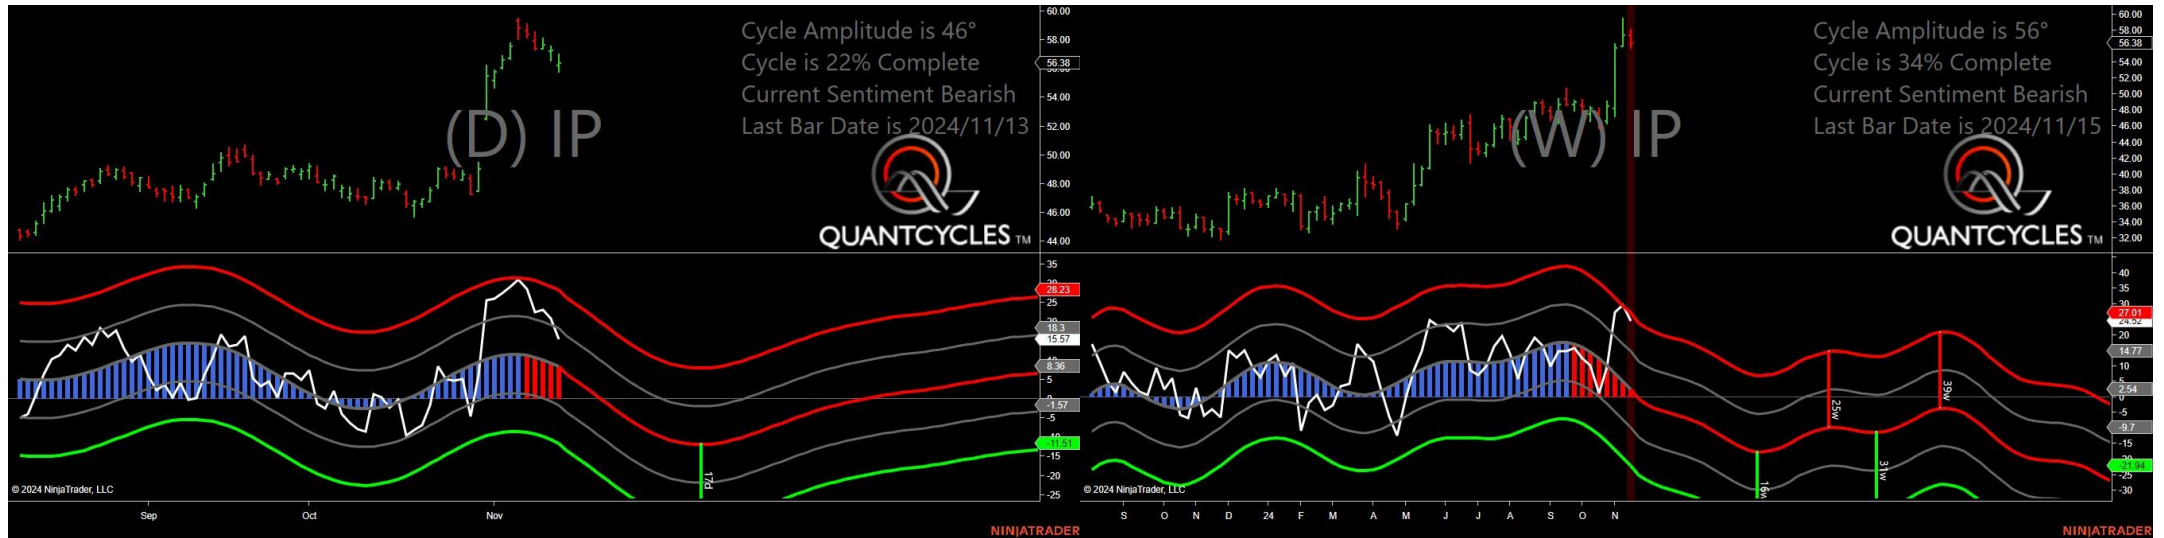 Cycle Amplitude is 46°
Cycle is 22% Complete
Current Sentiment Bearish
Last Bar Date is 2024/11/13
(D) IP
QUANTCYCLES TM
60.00
58.00
56.38
54.00
52.00
50.00
48.00
46.00
44.00
35
28.23
25
18.3
15.57
8.36
5
0
-1.57
-5
-11.51
-15
-20
-25
17d
© 2024 NinjaTrader, LLC
Sep
Oct
Nov
NINJATRADER
Cycle Amplitude is 56°
Cycle is 34% Complete
Current Sentiment Bearish
Last Bar Date is 2024/11/15
(W) IP
QUANTCYCLES TM
60.00
58.00
56.38
54.00
52.00
50.00
48.00
46.00
44.00
42.00
40.00
38.00
36.00
34.00
32.00
40
35
30
27.01
24.52
20
14.77
10
5
2.54
0
-5
-9.7
-15
-21.94
-25
-30
25w
39w
16w
31w
© 2024 NinjaTrader, LLC
S
O
N
D
24
F
M
A
M
J
J
A
S
O
N
NINJATRADER